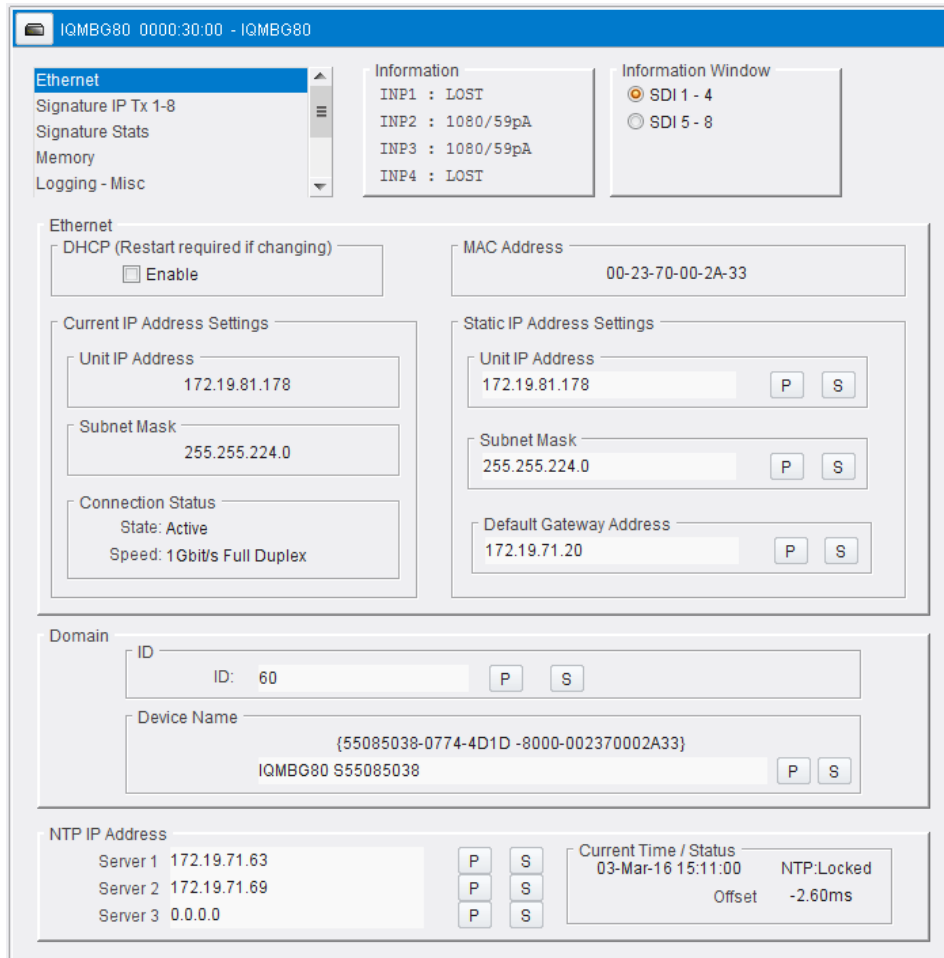 IQMBG80 0000:30:00 - IQMBG80
Ethernet
Signature IP Tx 1-8
Signature Stats
Memory
Logging - Misc
Information
INP1 : LOST
INP2 : 1080/59pA
INP3 : 1080/59pA
INP4 : LOST
Information Window
SDI 1 - 4
SDI 5 - 8
Ethernet
DHCP (Restart required if changing)
Enable
MAC Address
00-23-70-00-2A-33
Current IP Address Settings
Unit IP Address
172.19.81.178
Subnet Mask
255.255.224.0
Connection Status
State: Active
Speed: 1Gbit/s Full Duplex
Static IP Address Settings
Unit IP Address
172.19.81.178 P S
Subnet Mask
255.255.224.0 P S
Default Gateway Address
172.19.71.20 P S
Domain
ID
ID: 60 P S
Device Name
{55085038-0774-4D1D -8000-002370002A33}
IQMBG80 S55085038 P S
NTP IP Address
Server 1 172.19.71.63 P S
Server 2 172.19.71.69 P S
Server 3 0.0.0.0 P S
Current Time / Status
03-Mar-16 15:11:00 NTP:Locked
Offset -2.60ms